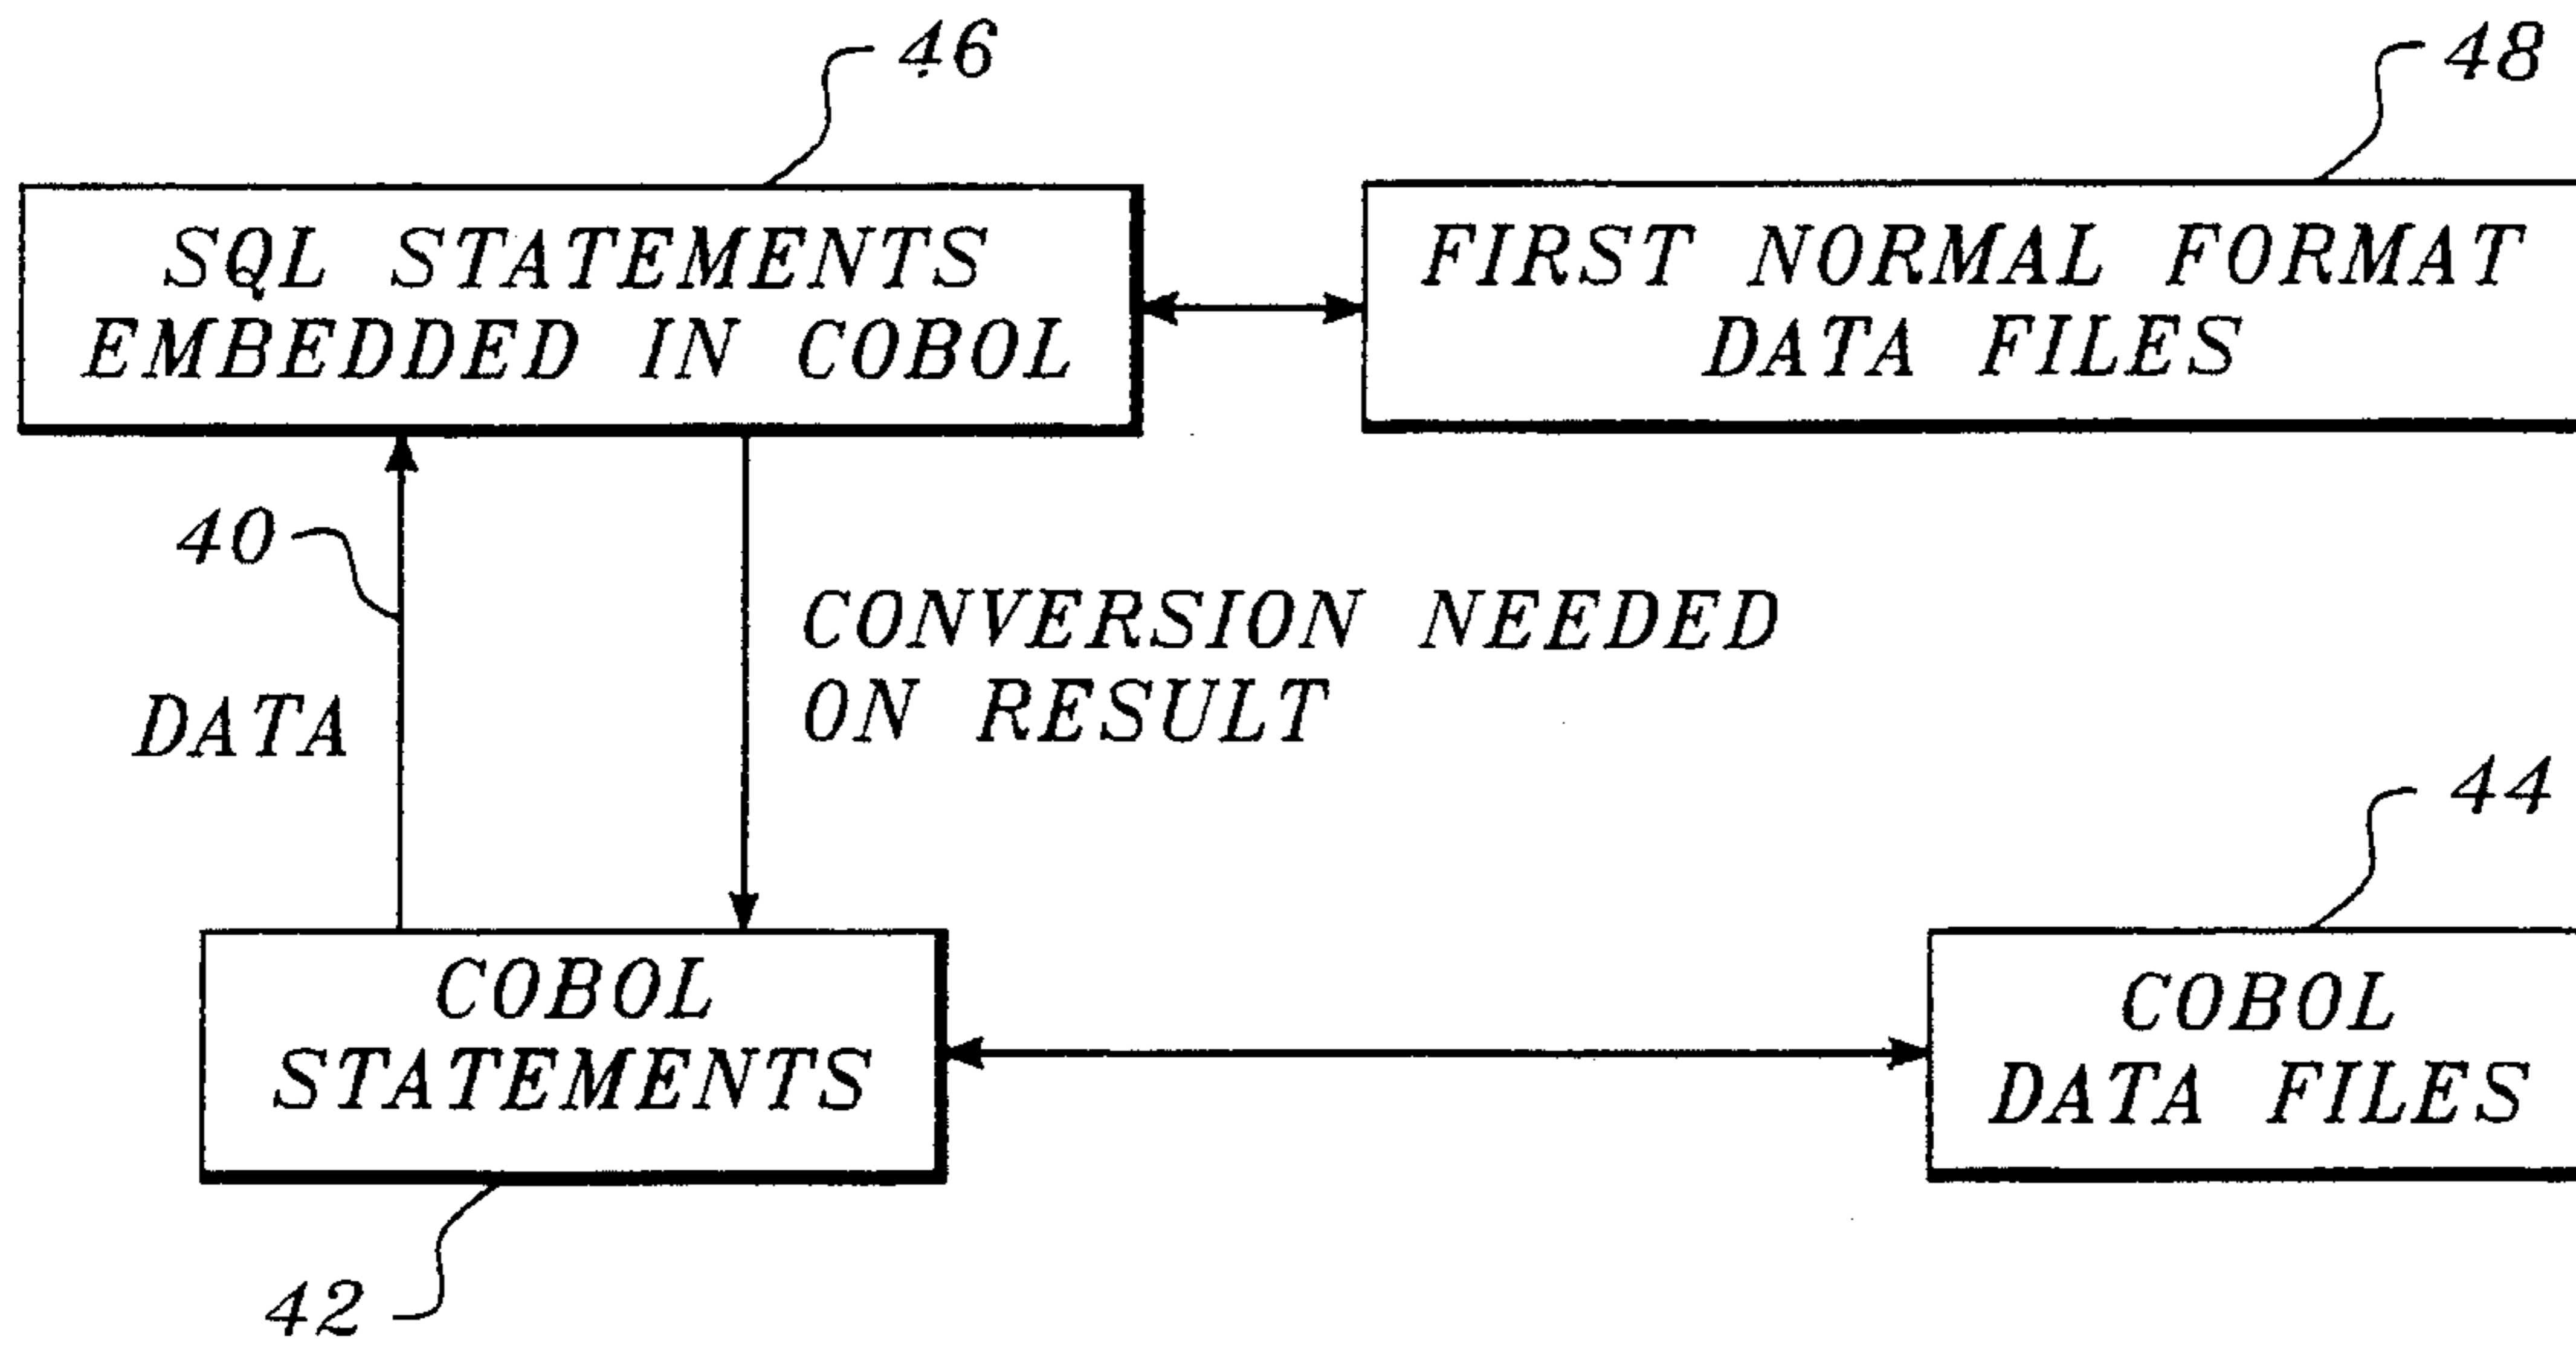 46
48
SQL STATEMENTS
EMBEDDED IN COBOL
FIRST NORMAL FORMAT
DATA FILES
40
DATA
CONVERSION NEEDED
ON RESULT
44
COBOL
STATEMENTS
COBOL
DATA FILES
42